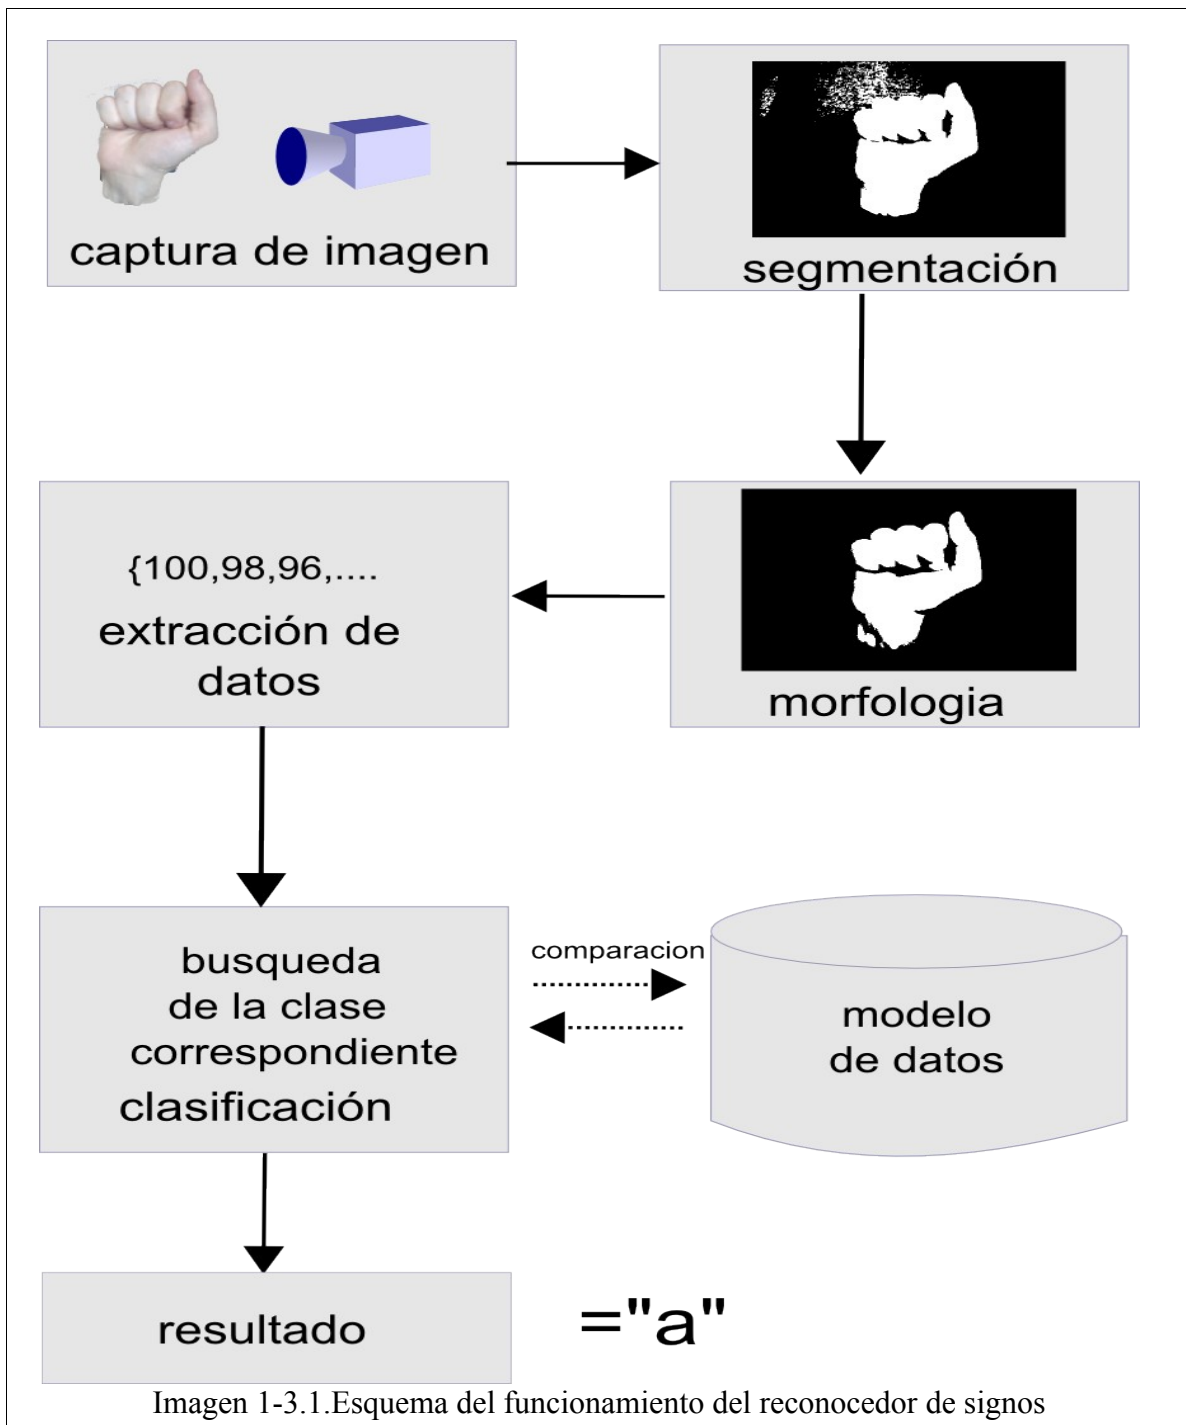 captura de imagen
segmentación
morfologia
{100,98,96,....
extracción de
datos
busqueda
de la clase
correspondiente
clasificación
comparacion
modelo
de datos
resultado
="a"
Imagen 1-3.1.Esquema del funcionamiento del reconocedor de signos